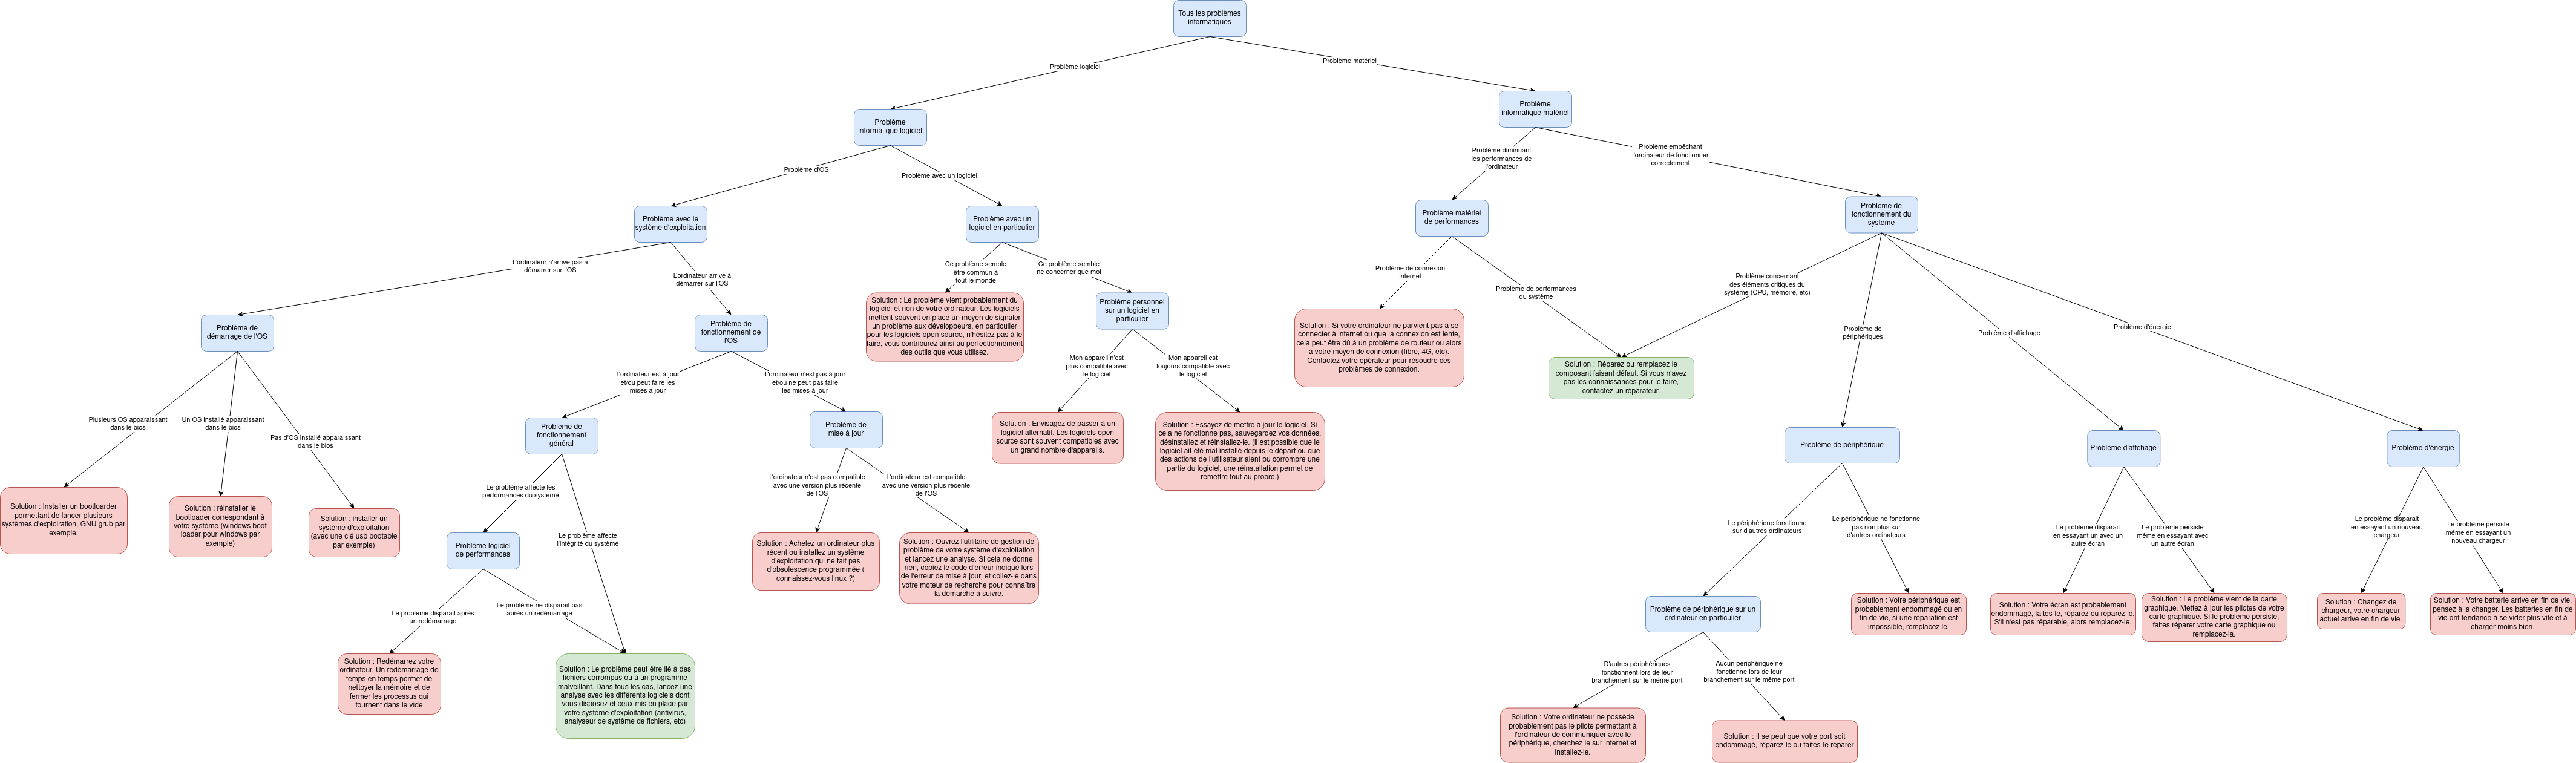 Tous les problèmes
informatiques
Problème logiciel
Problème matériel
Problème
informatique logiciel
Problème
informatique matériel
Problème d'OS
Problème avec un logiciel
Problème diminuant
les performances de
l'ordinateur
Problème empêchant
l'ordinateur de fonctionner
correctement
Problème avec le
système d'exploitation
Problème avec un
logiciel en particulier
Problème matériel
de performances
Problème de
fonctionnement du
système
L'ordinateur n'arrive pas à
démarrer sur l'OS
L'ordinateur arrive à
démarrer sur l'OS
Ce problème semble
être commun à
tout le monde
Ce problème semble
ne concerner que moi
Problème de connexion
internet
Problème de performances
du système
Problème concernant
des éléments critiques du
système (CPU, mémoire, etc)
Problème de
périphériques
Problème d'affichage
Problème d'énergie
Problème de
démarrage de l'OS
Problème de
fonctionnement de
l'OS
Solution : Le problème vient probablement du
logiciel et non de votre ordinateur. Les logiciels
mettent souvent en place un moyen de signaler
un problème aux développeurs, en particulier
pour les logiciels open source, n'hésitez pas à le
faire, vous contriburez ainsi au perfectionnement
des outils que vous utilisez.
Problème personnel
sur un logiciel en
particulier
Solution : Si votre ordinateur ne parvient pas à se
connecter à internet ou que la connexion est lente,
cela peut être dû à un problème de routeur ou alors
à votre moyen de connection (fibre, 4G, etc).
Contactez votre opérateur pour résoudre ces
problèmes de connexion.
Solution : Réparez ou remplacez le
composant faisant défaut. Si vous n'avez
pas les connaissances pour le faire,
contactez un réparateur.
L'ordinateur est à jour
et/ou peut faire les
mises à jour
L'ordinateur n'est pas à jour
et/ou ne peut pas faire
les mises à jour
Mon appareil n'est
plus compatible avec
le logiciel
Mon appareil est
toujours compatible avec
le logiciel
Plusieurs OS apparaissant
dans le bios
Un OS installé apparaissant
dans le bios
Pas d'OS installé apparaissant
dans le bios
Problème de
fonctionnement
général
Problème de
mise à jour
Solution : Envisagez de passer à un
logiciel alternatif. Les logiciels open
source sont souvent compatibles avec
un grand nombre d'appareils.
Solution : Essayez de mettre à jour le logiciel. Si
cela ne fonctionne pas, sauvegardez vos données,
désinstallez et réinstallez-le. (il est possible que le
logiciel ait été mal installé depuis le départ ou que
des actions de l'utilisateur aient pu corrompre une
partie du logiciel, une réinstallation permet de
remettre tout au propre.)
Problème de périphérique
Problème d'affchage
Problème d'énergie
Le problème affecte les
performances du système
Le problème affecte
l'intégrité du système
L'ordinateur n'est pas compatible
avec une version plus récente
de l'OS
L'ordinateur est compatible
avec une version plus récente
de l'OS
Solution : Installer un bootloarder
permettant de lancer plusieurs
systèmes d'exploiration, GNU grub par
exemple.
Solution : réinstaller le
bootloader correspondant à
votre système (windows boot
loader pour windows par
exemple)
Solution : installer un
système d'exploitation
(avec une clé usb bootable
par exemple)
Problème logiciel
de performances
Solution : Achetez un ordinateur plus
récent ou installez un système
d'exploitation qui ne fait pas
d'obsolescence programmée (
connaissez-vous linux ?)
Solution : Ouvrez l'utilitaire de gestion de
problème de votre système d'exploitation
et lancez une analyse. Si cela ne donne
rien, copiez le code d'erreur indiqué lors
de l'erreur de mise à jour, et collez-le dans
votre moteur de recherche pour connaître
la démarche à suivre.
Le périphérique fonctionne
sur d'autres ordinateurs
Le périphérique ne fonctionne
pas non plus sur
d'autres ordinateurs
Le problème disparait
en essayant un avec un
autre écran
Le problème persiste
même en essayant avec
un autre écran
Le problème disparait
en essayant un nouveau
chargeur
Le problème persiste
même en essayant un
nouveau chargeur
Le problème disparait après
un redémarrage
Le problème ne disparait pas
après un redémarrage
Problème de périphérique sur un
ordinateur en particulier
Solution : Votre périphérique est
probablement endommagé ou en
fin de vie, si une réparation est
impossible, remplacez-le.
Solution : Votre écran est probablement
endommagé, faites-le, réparez ou réparez-le.
S'il n'est pas réparable, alors remplacez-le.
Solution : Le problème vient de la carte
graphique. Mettez à jour les pilotes de votre
carte graphique. Si le problème persiste,
faites réparer votre carte graphique ou
remplacez-la.
Solution : Changez de
chargeur, votre chargeur
actuel arrive en fin de vie.
Solution : Votre batterie arrive en fin de vie,
pensez à la changer. Les batteries en fin de
vie ont tendance à se vider plus vite et à
charger moins bien.
Solution : Redémarrez votre
ordinateur. Un redémarrage de
temps en temps permet de
nettoyer la mémoire et de
fermer les processus qui
tournent dans le vide
Solution : Le problème peut être lié à des
fichiers corrompus ou à un programme
malveillant. Dans tous les cas, lancez une
analyse avec les différents logiciels dont
vous disposez et ceux mis en place par
votre système d'exploitation (antivirus,
analyseur de système de fichiers, etc)
D'autres périphériques
fonctionnent lors de leur
branchement sur le même port
Aucun périphérique ne
fonctionne lors de leur
branchement sur le même port
Solution : Votre ordinateur ne possède
probablement pas le pilote permettant à
l'ordinateur de communiquer avec le
périphérique, cherchez le sur internet et
installez-le.
Solution : Il se peut que votre port soit
endommagé, réparez-le ou faites-le réparer